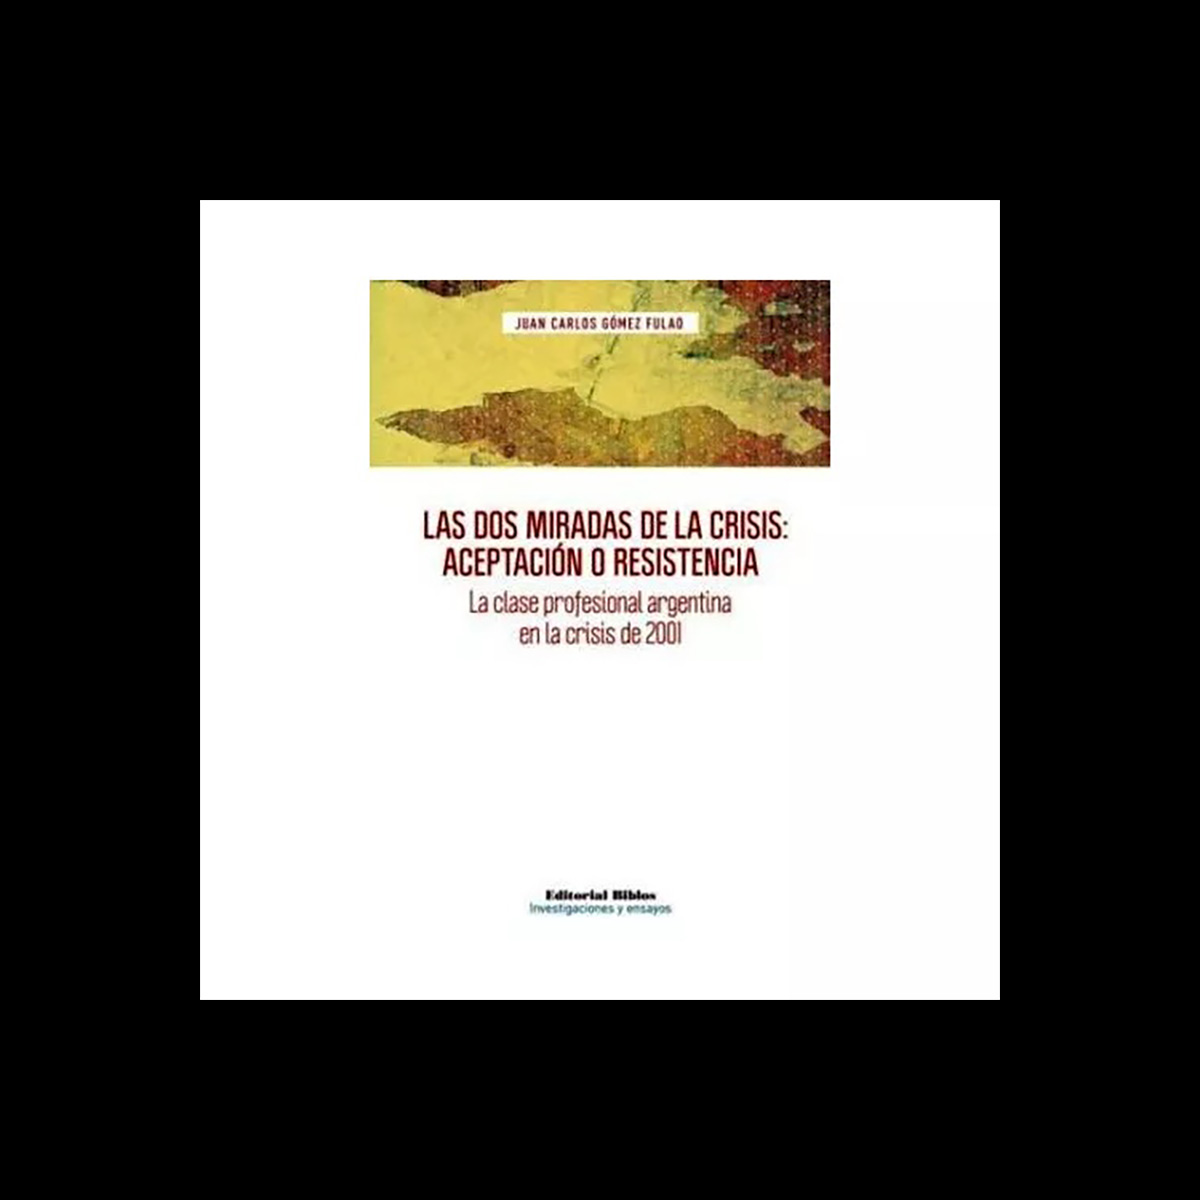 JUAN CARLOS GÓMEZ FULAO
LAS DOS MIRADAS DE LA CRISIS:
ACEPTACIÓN O RESISTENCIA
La clase profesional argentina
en la crisis de 2001
Editorial Biblos
Investigaciones y ensayos